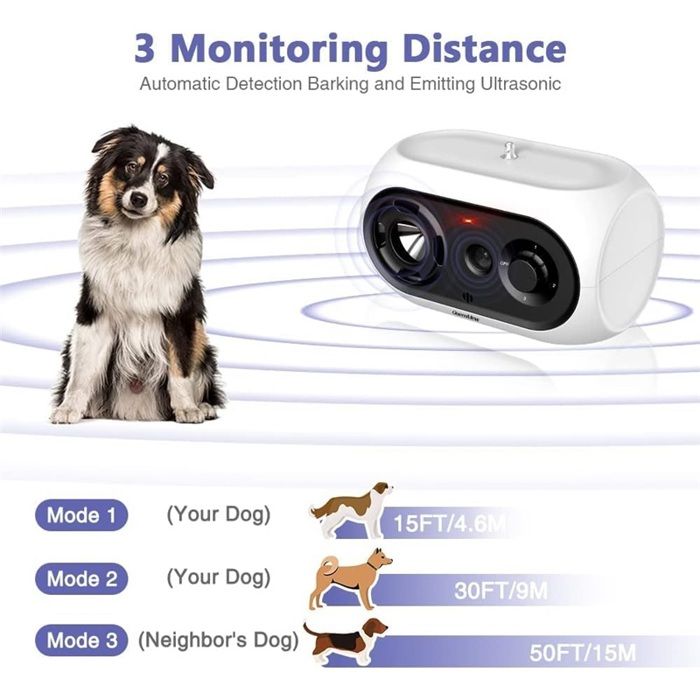 3 Monitoring Distance
Automatic Detection Barking and Emitting Ultrasonic
Mode 1 (Your Dog) 15FT/4.6M
Mode 2 (Your Dog) 30FT/9M
Mode 3 (Neighbor's Dog) 50FT/15M